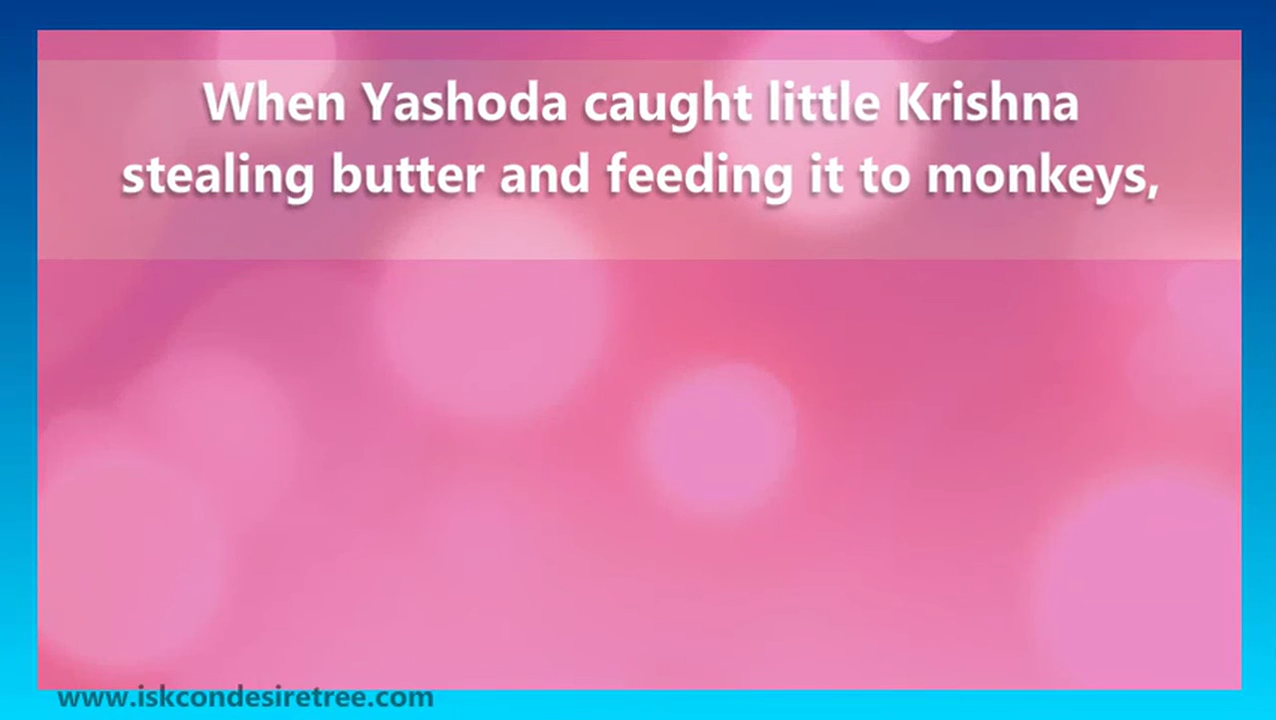 When Yashoda caught little Krishna
stealing butter and feeding it to monkeys,
www.iskcondesiretree.com